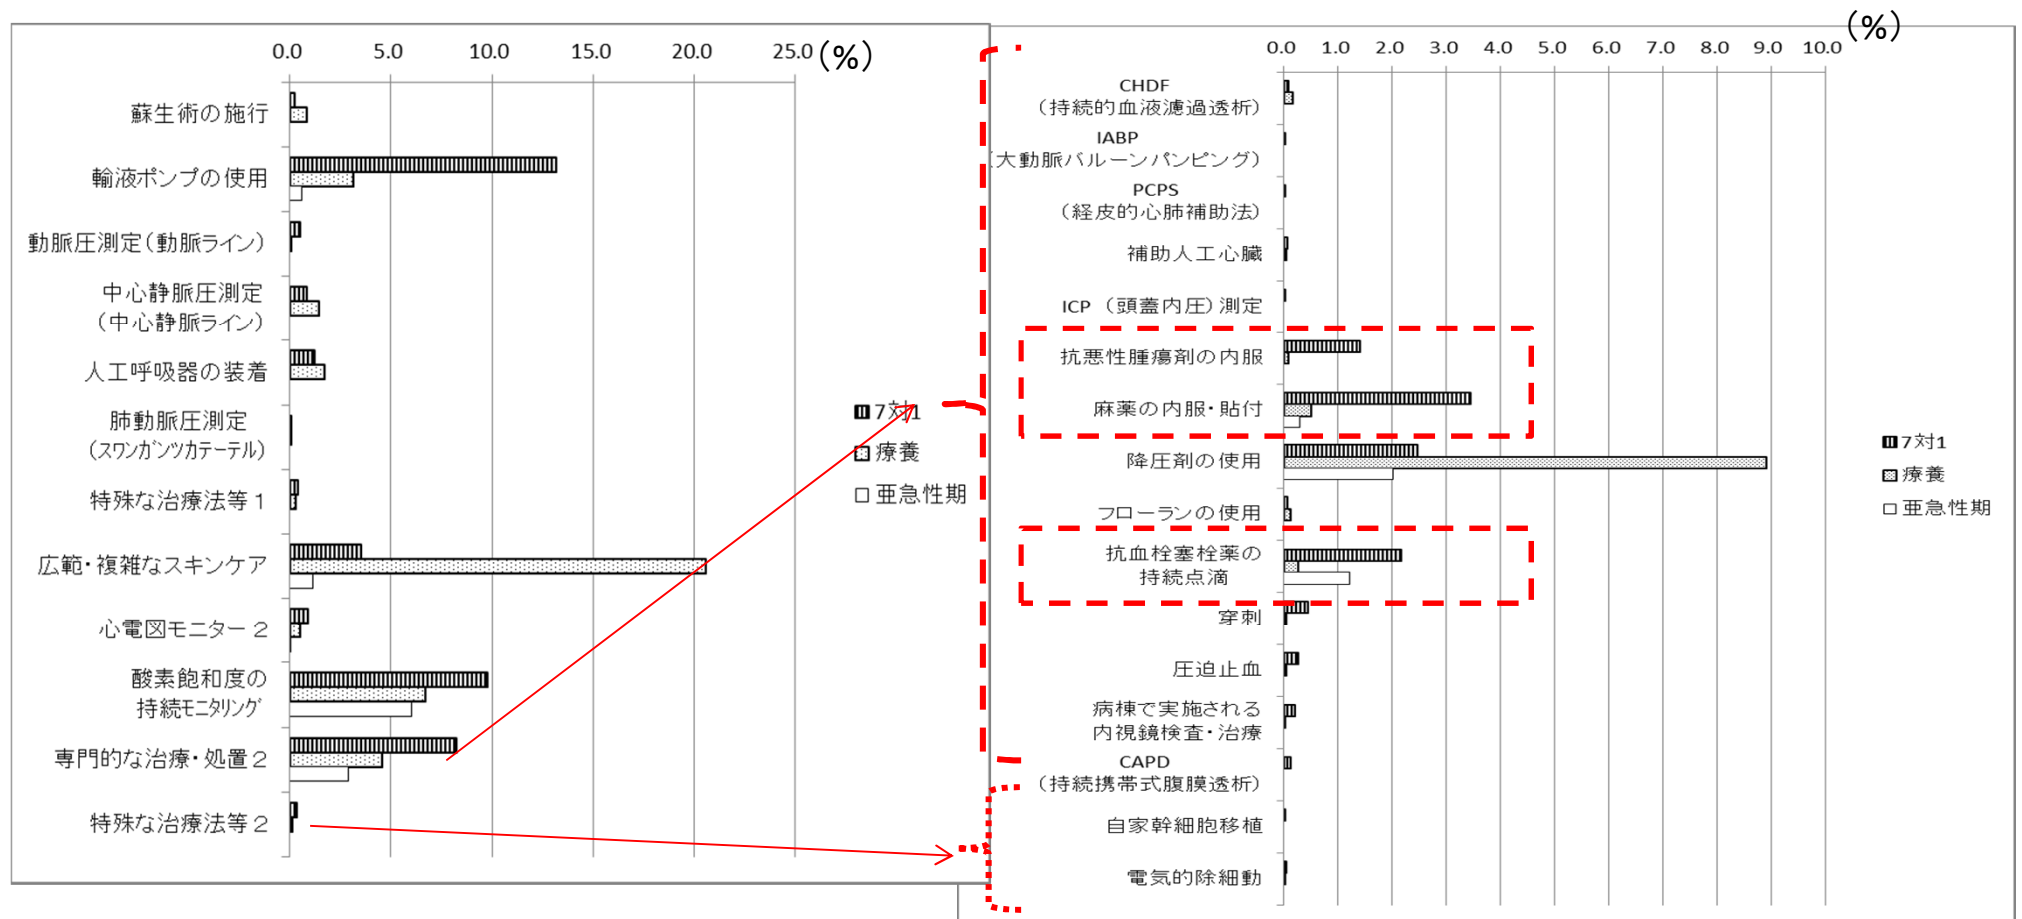 0.0 5.0 10.0 15.0 20.0 25.0 (%)
蘇生術の施行
輸液ポンプの使用
動脈圧測定(動脈ライン)
中心静脈圧測定
(中心静脈ライン)
人工呼吸器の装着
肺動脈圧測定
(スワンガンツカテーテル)
特殊な治療法等1
広範・複雑なスキンケア
心電図モニター2
酸素飽和度の
持続モニタリング
専門的な治療・処置2
特殊な治療法等2
7対1
療養
亜急性期
(%)
0.0 1.0 2.0 3.0 4.0 5.0 6.0 7.0 8.0 9.0 10.0
CHDF
(持続的血液濾過透析)
IABP
(大動脈バルーンパンピング)
PCPS
(経皮的心肺補助法)
補助人工心臓
ICP (頭蓋内圧)測定
抗悪性腫瘍剤の内服
麻薬の内服・貼付
降圧剤の使用
フローランの使用
抗血栓塞栓薬の
持続点滴
穿刺
圧迫止血
病棟で実施される
内視鏡検査・治療
CAPD
(持続携帯式腹膜透析)
自家幹細胞移植
電気的除細動
7対1
療養
亜急性期